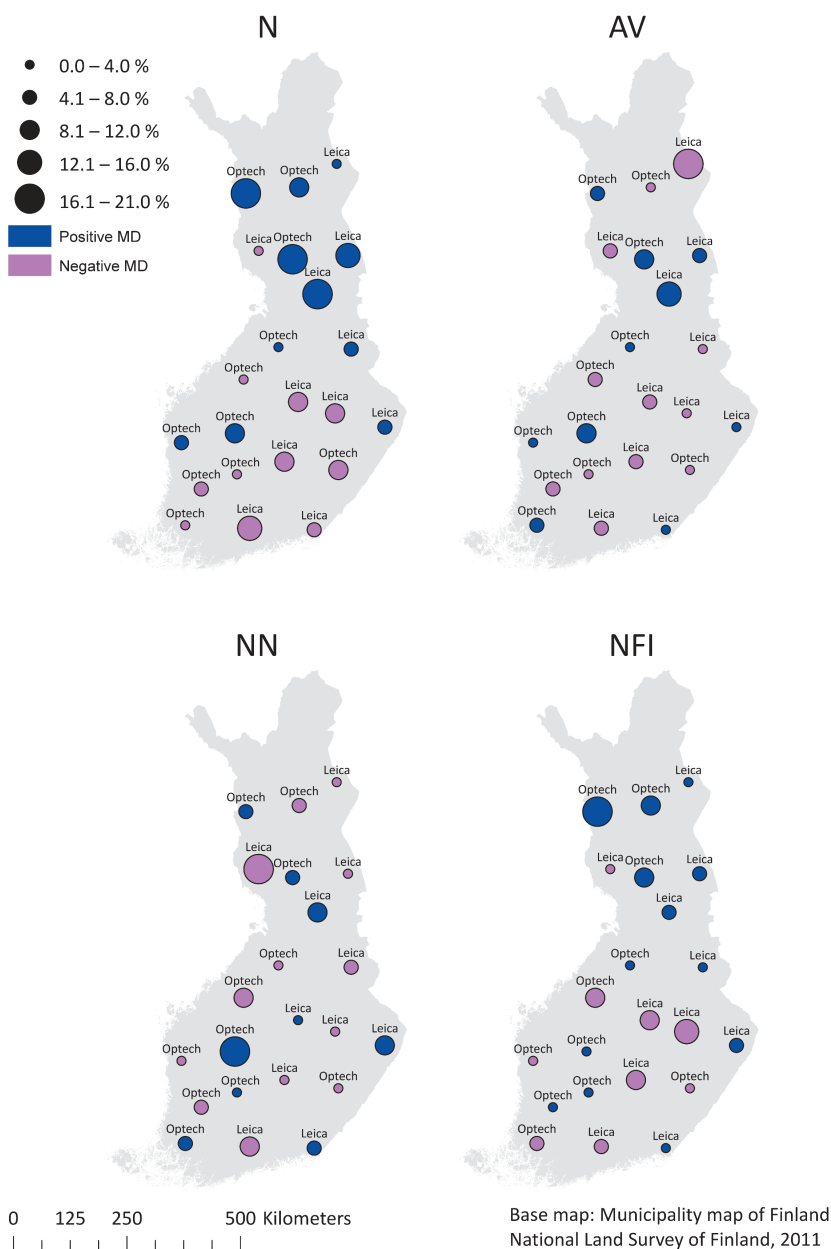 N
AV
0.0 – 4.0 %
4.1 – 8.0 %
8.1 – 12.0 %
12.1 – 16.0 %
16.1 – 21.0 %
Positive MD
Negative MD
Leica
Optech
Optech
Leica
Optech
Leica
Leica
Optech
Leica
Optech
Leica
Leica
Leica
Optech
Optech
Leica
Optech
Optech
Optech
Optech
Leica
Leica
Leica
Optech
Optech
Leica
Optech
Leica
Leica
Optech
Leica
Optech
Leica
Leica
Leica
Optech
Optech
Leica
Optech
Optech
Optech
Optech
Leica
Leica
NN
NFI
Leica
Optech
Optech
Leica
Optech
Leica
Leica
Optech
Leica
Optech
Leica
Leica
Leica
Optech
Optech
Leica
Optech
Optech
Optech
Optech
Leica
Leica
Leica
Optech
Optech
Leica
Optech
Leica
Leica
Optech
Leica
Optech
Leica
Leica
Leica
Optech
Optech
Leica
Optech
Optech
Optech
Optech
Leica
Leica
0 125 250 500 Kilometers
Base map: Municipality map of Finland
National Land Survey of Finland, 2011